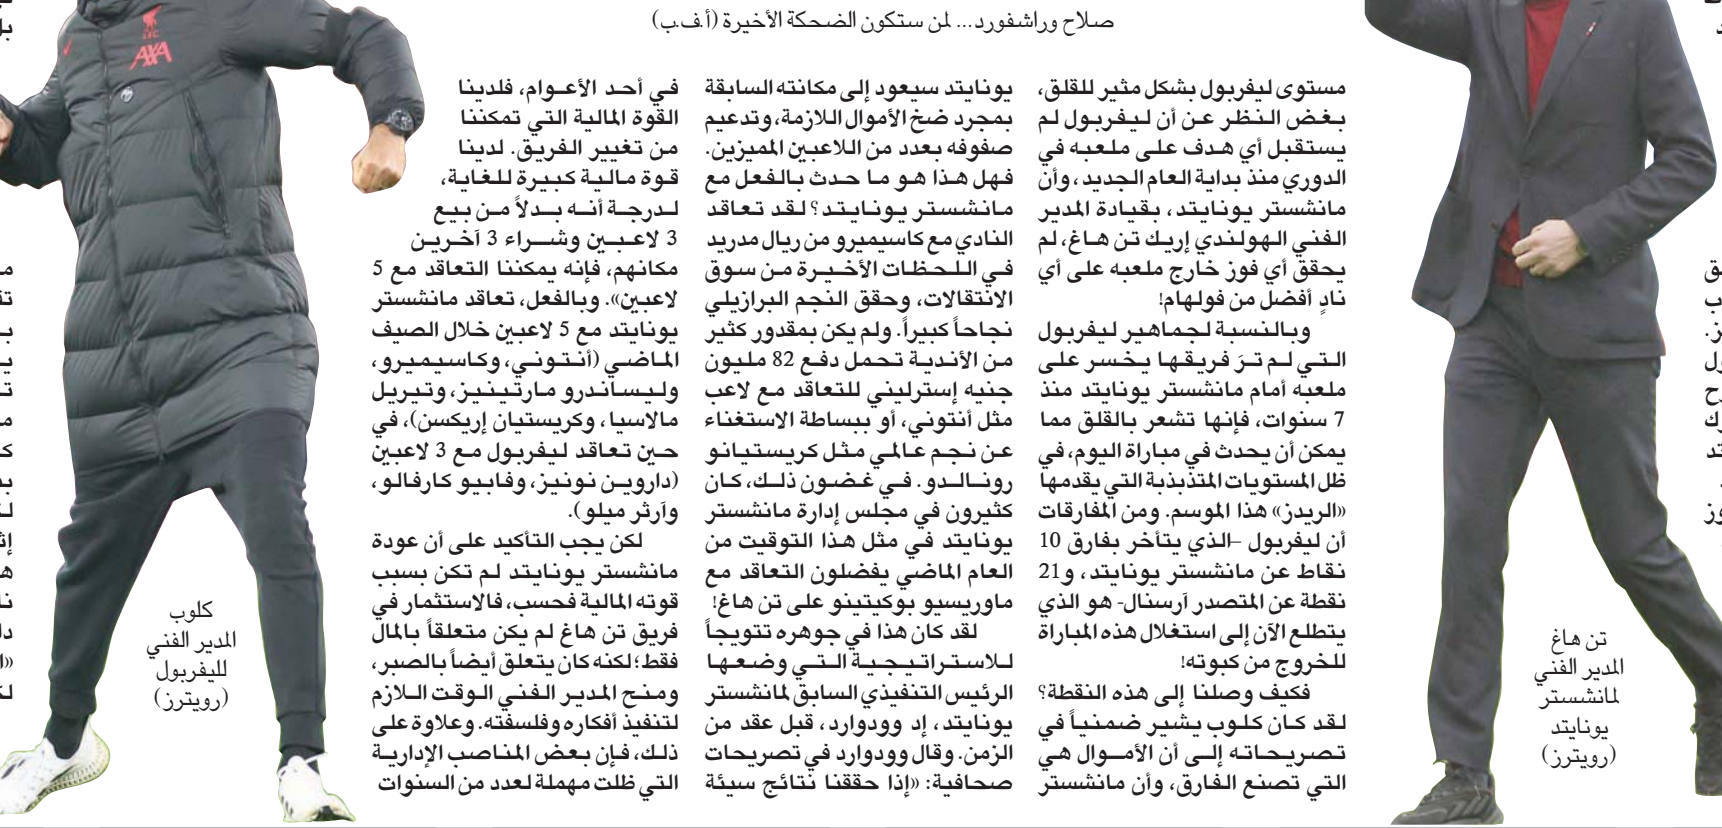 صلاح وراشفورد... لمن ستكون الضحكة الأخيرة (أ.ف.ب)
مستوى ليفربول بشكل مثير للقلق،
بغض النظر عن أن ليفربول لم
يستقبل أي هدف على ملعبه في
الدوري منذ بداية العام الجديد، وأن
مانشستر يونايتد، بقيادة المدير
الفني الهولندي إريك تن هاغ، لم
يحقق أي فوز خارج ملعبه على أي
نادٍ أفضل من فولهام!
وبالنسبة لجماهير ليفربول
التي لم ترَ فريقها يخسر على
ملعبه أمام مانشستر يونايتد منذ
7 سنوات، فإنها تشعر بالقلق مما
يمكن أن يحدث في مباراة اليوم، في
ظل المستويات المتذبذبة التي يقدمها
«الريدز» هذا الموسم. ومن المفارقات
أن ليفربول –الذي يتأخر بفارق 10
نقاط عن مانشستر يونايتد، و21
نقطة عن المتصدر آرسنال- هو الذي
يتطلع الآن إلى استغلال هذه المباراة
للخروج من كبوته!
فكيف وصلنا إلى هذه النقطة؟
لقد كان كلوب يشير ضمنياً في
تصريحاته إلى أن الأموال هي
التي تصنع الفارق، وأن مانشستر
يونايتد سيعود إلى مكانته السابقة
بمجرد ضخ الأموال اللازمة، وتدعيم
صفوفه بعدد من اللاعبين المميزين.
فهل هذا هو ما حدث بالفعل مع
مانشستر يونايتد؟ لقد تعاقد
النادي مع كاسيميرو من ريال مدريد
في اللحظات الأخيرة من سوق
الانتقالات، وحقق النجم البرازيلي
نجاحاً كبيراً. ولم يكن بمقدور كثير
من الأندية تحمل دفع 82 مليون
جنيه إسترليني للتعاقد مع لاعب
مثل أنتوني، أو ببساطة الاستغناء
عن نجم عالمي مثل كريستيانو
رونالدو. في غضون ذلك، كان
كثيرون في مجلس إدارة مانشستر
يونايتد في مثل هذا التوقيت من
العام الماضي يفضلون التعاقد مع
ماوريسيو بوكيتينو على تن هاغ!
لقد كان هذا في جوهره تتويجاً
للاستراتيجية التي وضعها
الرئيس التنفيذي السابق لمانشستر
يونايتد، إد وودوارد، قبل عقد من
الزمن. وقال وودوارد في تصريحات
صحافية: «إذا حققنا نتائج سيئة
في أحد الأعوام، فلدينا
القوة المالية التي تمكننا
من تغيير الفريق. لدينا
قوة مالية كبيرة للغاية،
لدرجة أنه بدلاً من بيع
3 لاعبين وشراء 3 آخرين
مكانهم، فإنه يمكننا التعاقد مع 5
لاعبين». وبالفعل، تعاقد مانشستر
يونايتد مع 5 لاعبين خلال الصيف
الماضي (أنتوني، وكاسيميرو،
وليساندرو مارتينيز، وتيريل
مالاسيا، وكريستيان إريكسن)، في
حين تعاقد ليفربول مع 3 لاعبين
(داروين نونيز، وفابيو كارفالو،
وآرثر ميلو).
لكن يجب التأكيد على أن عودة
مانشستر يونايتد لم تكن بسبب
قوته المالية فحسب، فالاستثمار في
فريق تن هاغ لم يكن متعلقاً بالمال
فقط؛ لكنه كان يتعلق أيضاً بالصبر،
ومنح المدير الفني الوقت اللازم
لتنفيذ أفكاره وفلسفته. وعلاوة على
ذلك، فإن بعض المناصب الإدارية
التي ظلت مهملة لعدد من السنوات
تن هاغ
المدير الفني
لمانشستر
يونايتد
(رويترز)
كلوب
المدير الفني
لليفربول
(رويترز)
AXA